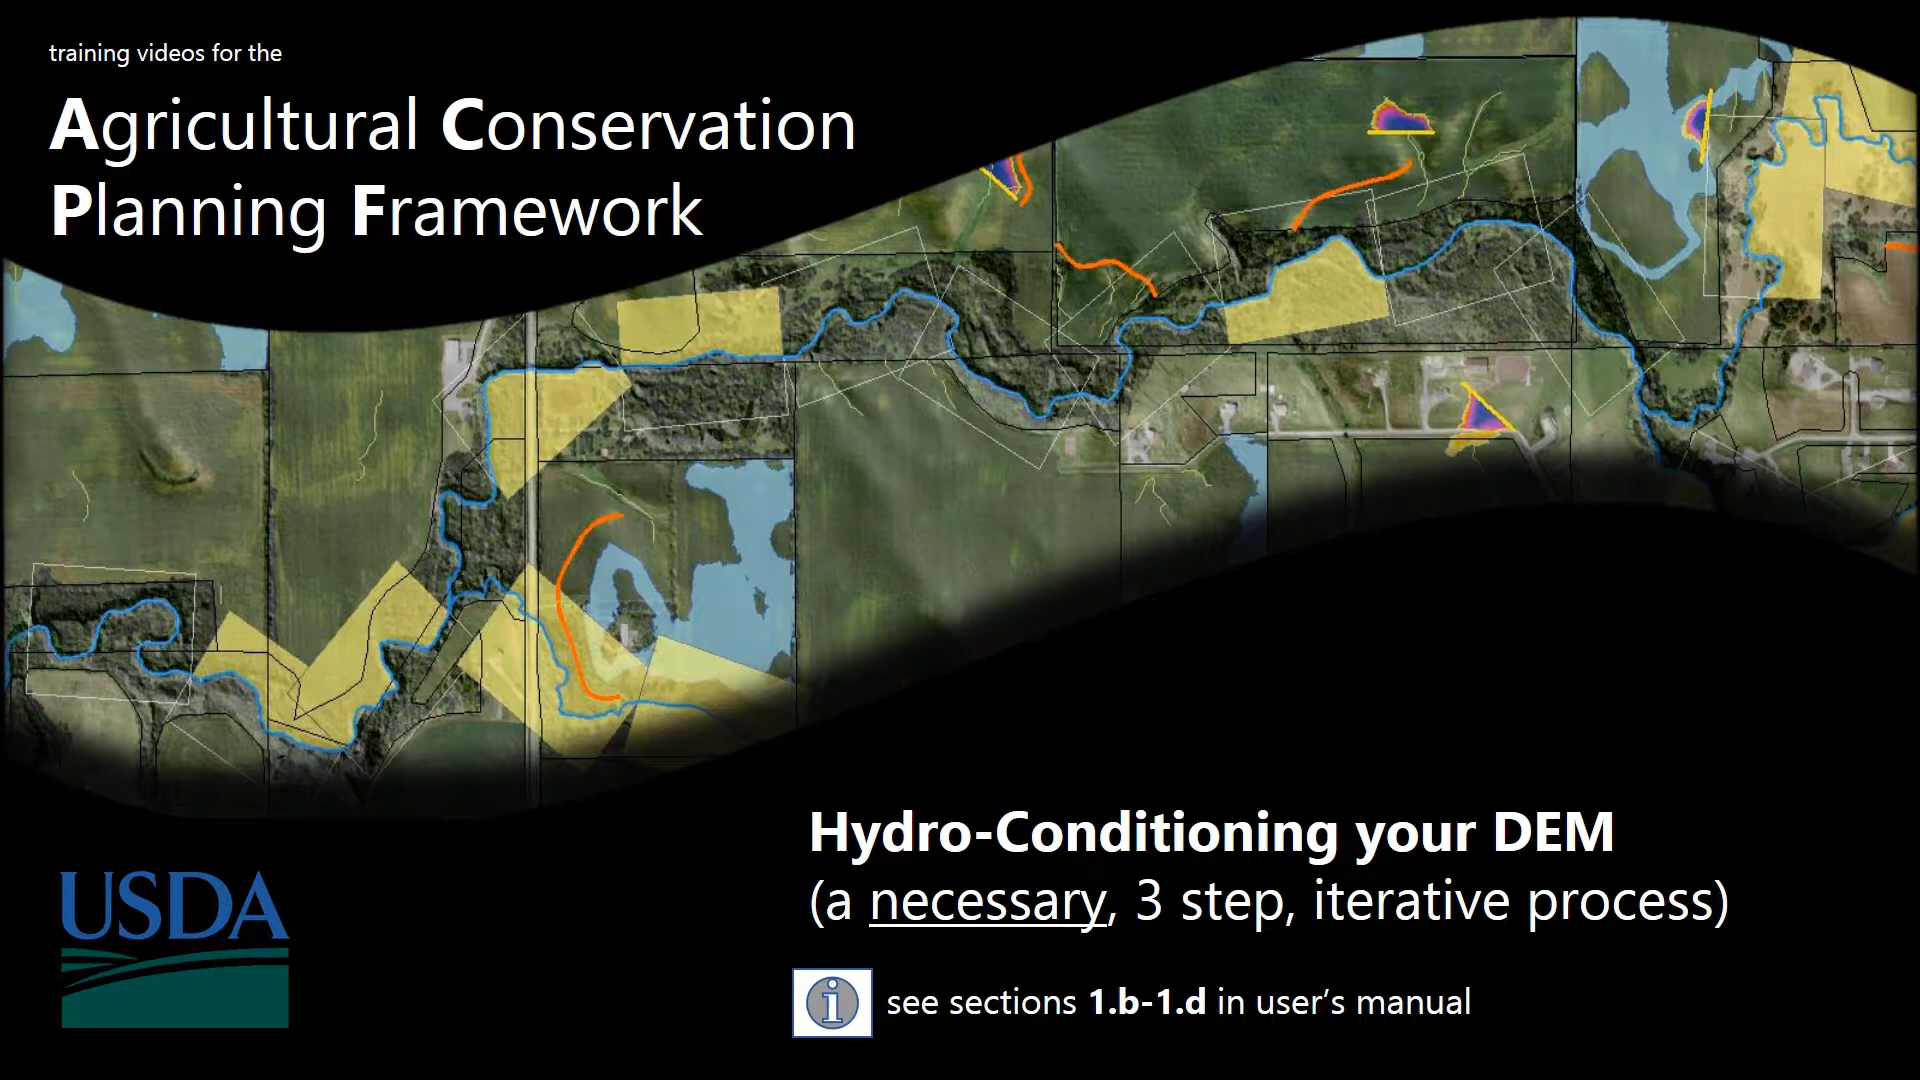 training videos for the
Agricultural Conservation
Planning Framework
Hydro-Conditioning your DEM
(a necessary, 3 step, iterative process)
see sections 1.b-1.d in user’s manual
USDA